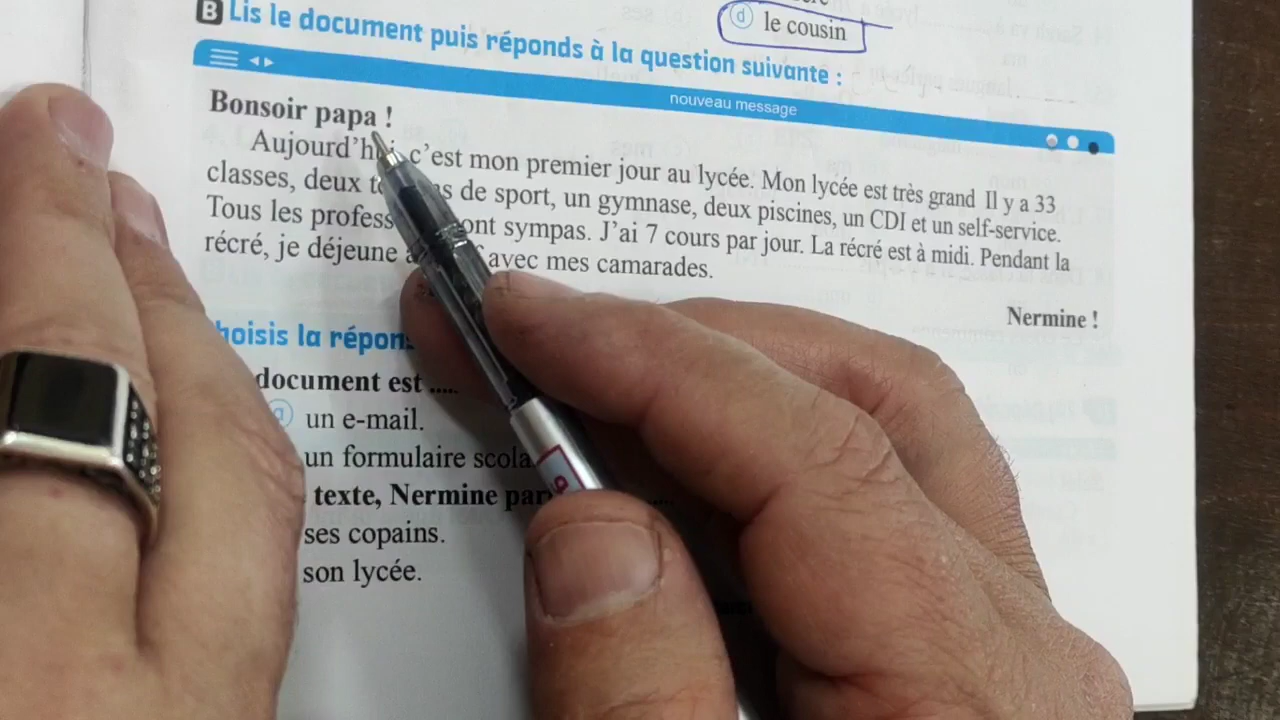 d le cousin
B Lis le document puis réponds à la question suivante :
nouveau message
Bonsoir papa !
Aujourd'hui, c'est mon premier jour au lycée. Mon lycée est très grand Il y a 33
classes, deux de sport, un gymnase, deux piscines, un CDI et un self-service.
Tous les profess ont sympas. J'ai 7 cours par jour. La récré est à midi. Pendant la
récré, je déjeune avec mes camarades.
Nermine !
hoisis la répon
document est .....
a un e-mail.
un formulaire scola
texte, Nermine par
ses copains.
son lycée.